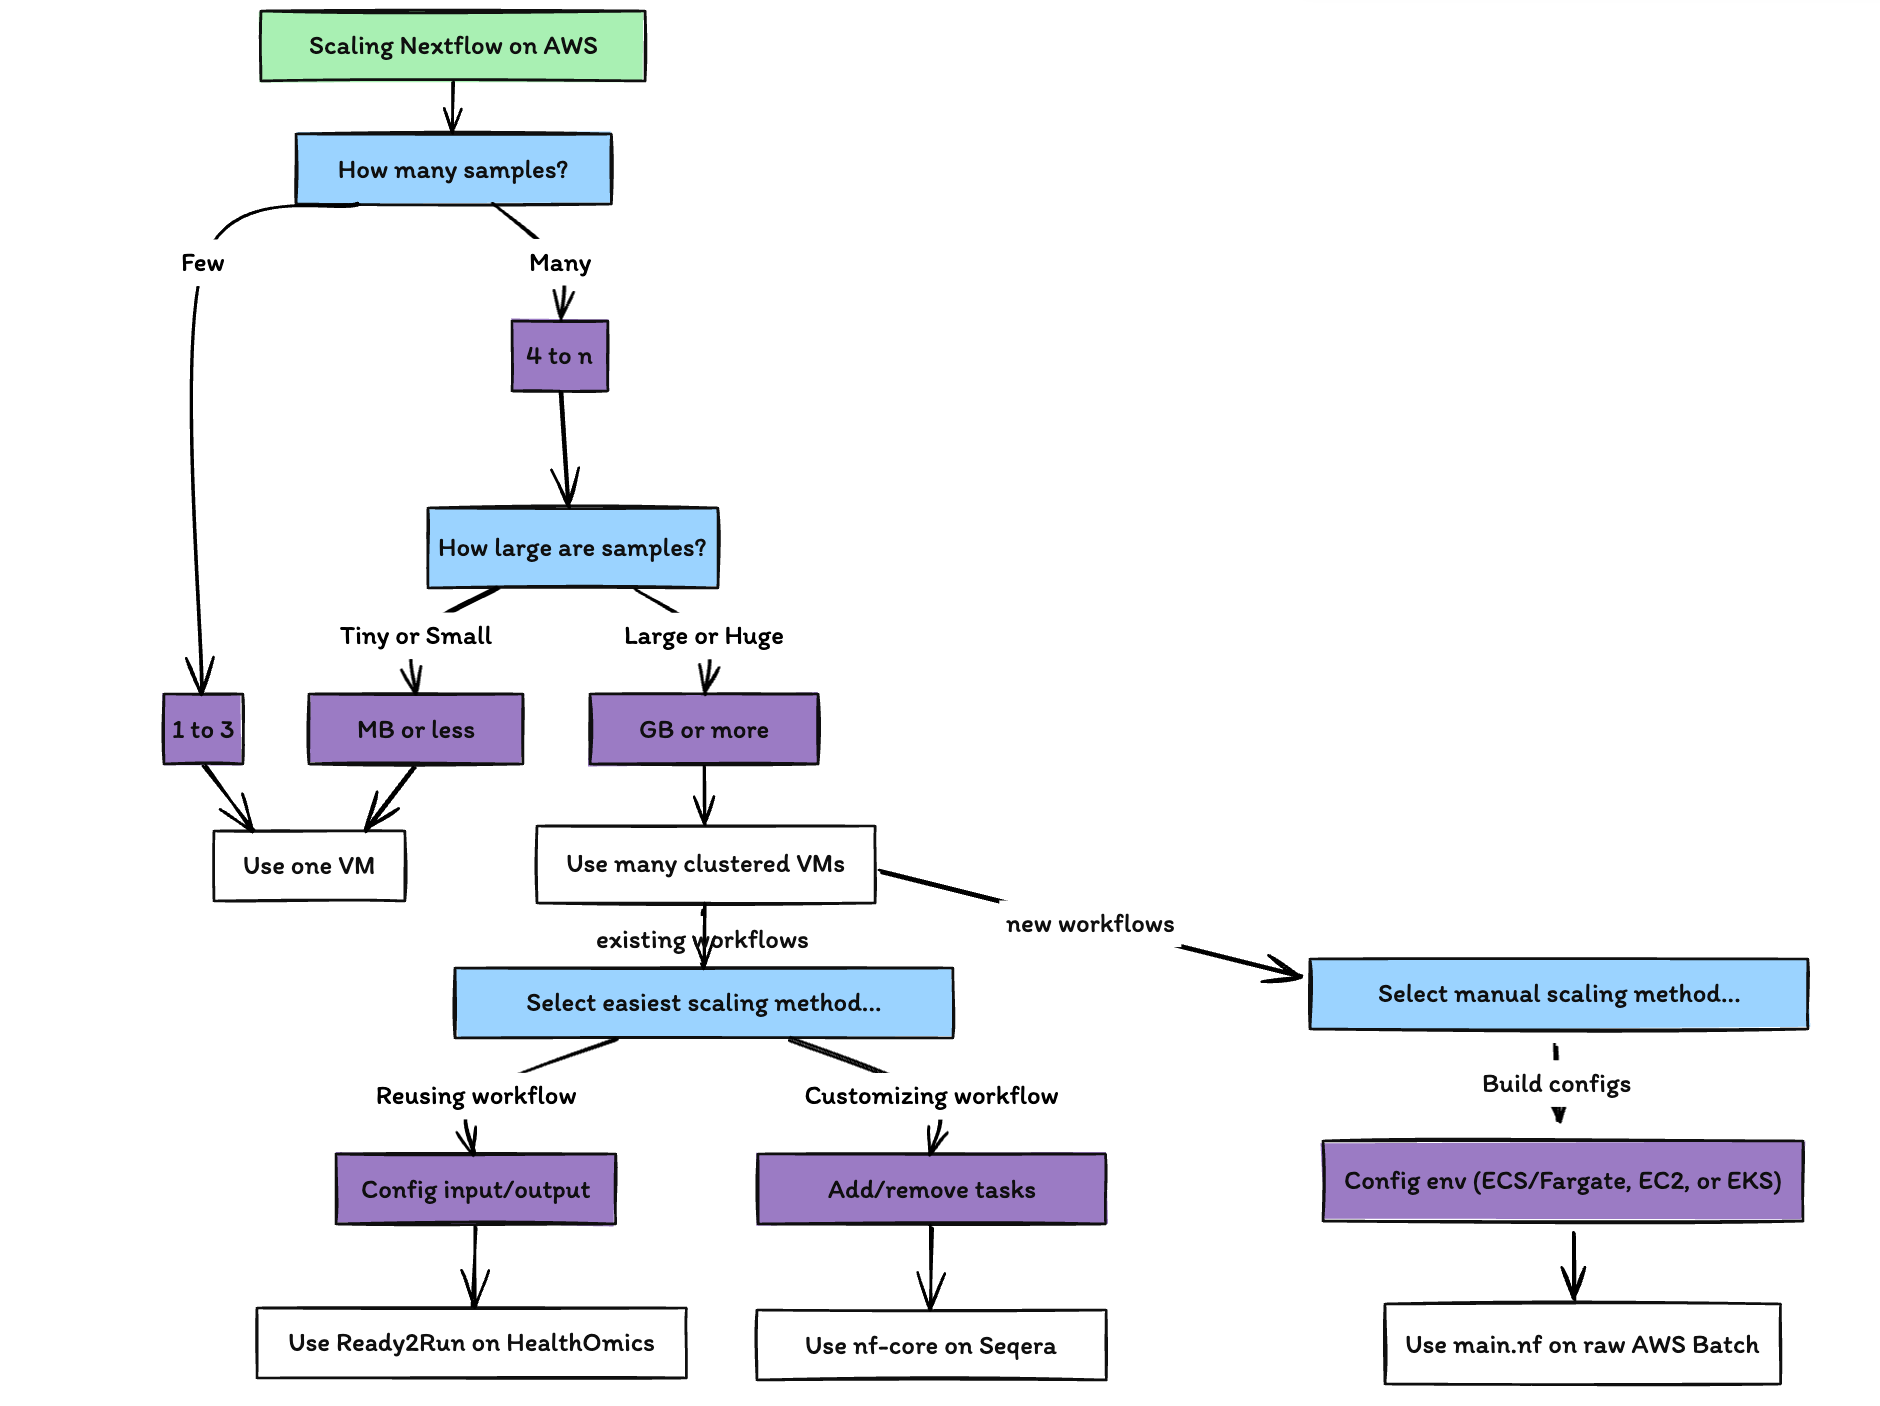 Scaling Nextflow on AWS
How many samples?
Few
Many
4 to n
How large are samples?
Tiny or Small
Large or Huge
1 to 3
MB or less
GB or more
Use one VM
Use many clustered VMs
new workflows
existing workflows
Select easiest scaling method...
Select manual scaling method...
Reusing workflow
Customizing workflow
Build configs
Config input/output
Add/remove tasks
Config env (ECS/Fargate, EC2, or EKS)
Use Ready2Run on HealthOmics
Use nf-core on Seqera
Use main.nf on raw AWS Batch